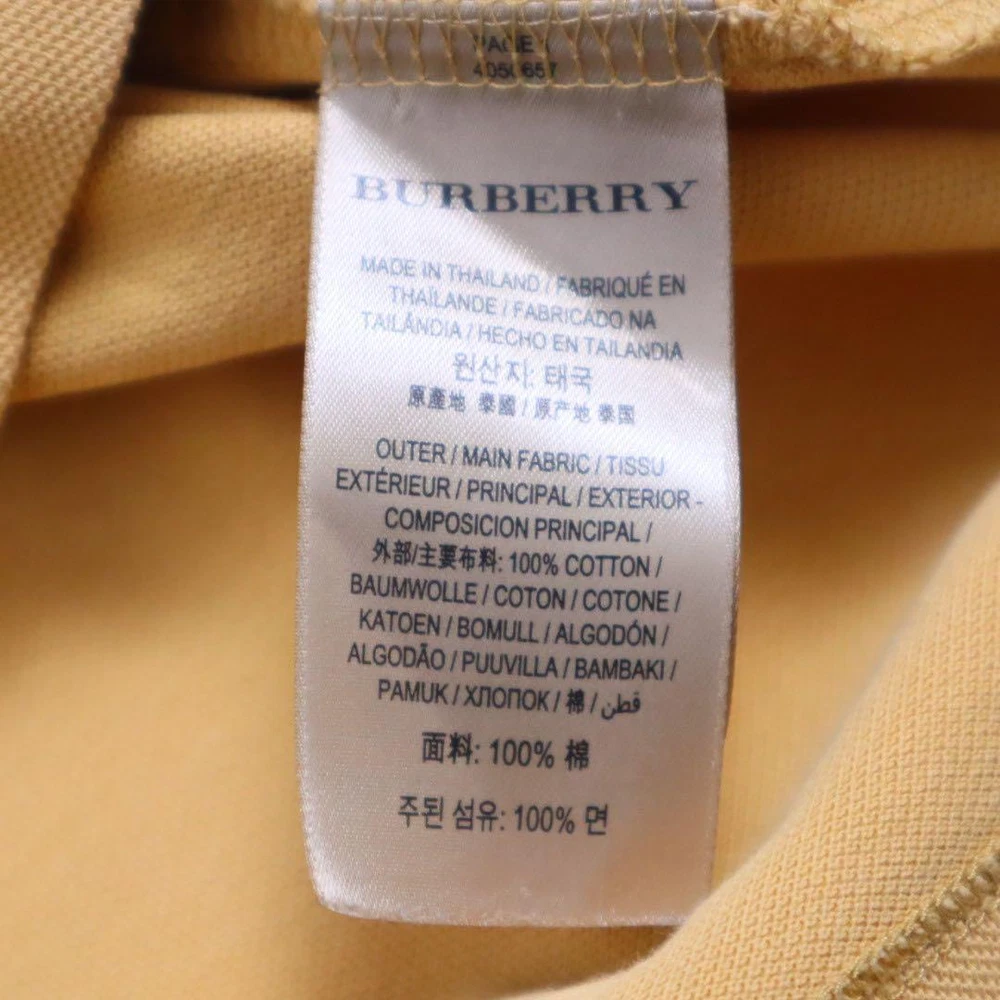 PAGE 1
4050657
BURBERRY
MADE IN THAILAND / FABRIQUÉ EN
THAÏLANDE / FABRICADO NA
TAILÂNDIA / HECHO EN TAILANDIA
원산지: 태국
原產地 泰國 / 原产地 泰国
OUTER / MAIN FABRIC / TISSU
EXTÉRIEUR / PRINCIPAL / EXTERIOR -
COMPOSICION PRINCIPAL /
外部/主要布料: 100% COTTON /
BAUMWOLLE / COTON / COTONE /
KATOEN / BOMULL / ALGODÓN /
ALGODÃO / PUUVILLA / BAMBAKI /
PAMUK / ХЛОПОК / 棉 / قطن
面料: 100% 棉
주된 섬유: 100% 면